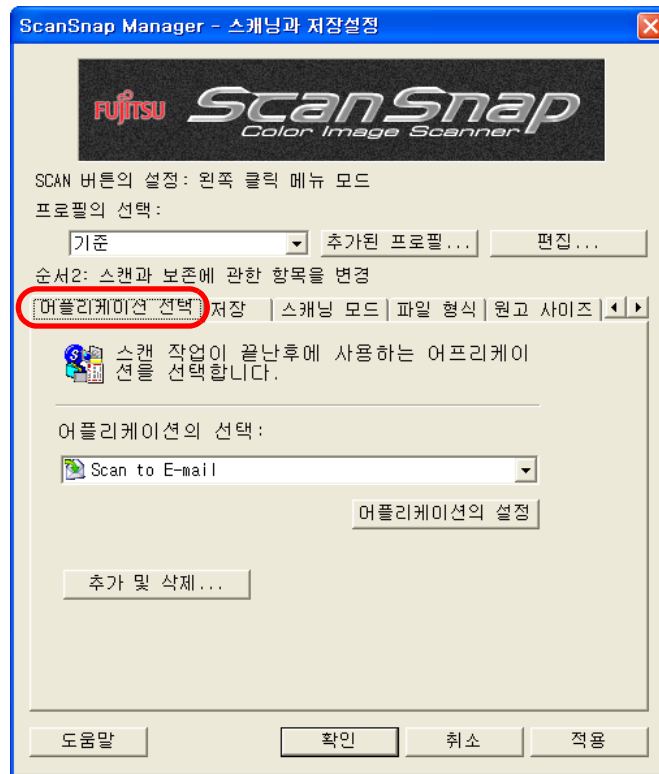 ScanSnap Manager - 스캐닝과 저장설정
FUJITSU ScanSnap
Color Image Scanner
SCAN 버튼의 설정: 왼쪽 클릭 메뉴 모드
프로필의 선택:
기준 추가된 프로필... 편집...
순서2: 스캔과 보존에 관한 항목을 변경
어플리케이션 선택 저장 스캐닝 모드 파일 형식 원고 사이즈
스캔 작업이 끝난후에 사용하는 어프리케이
션을 선택합니다.
어플리케이션의 선택:
Scan to E-mail
어플리케이션의 설정
추가 및 삭제...
도움말 확인 취소 적용